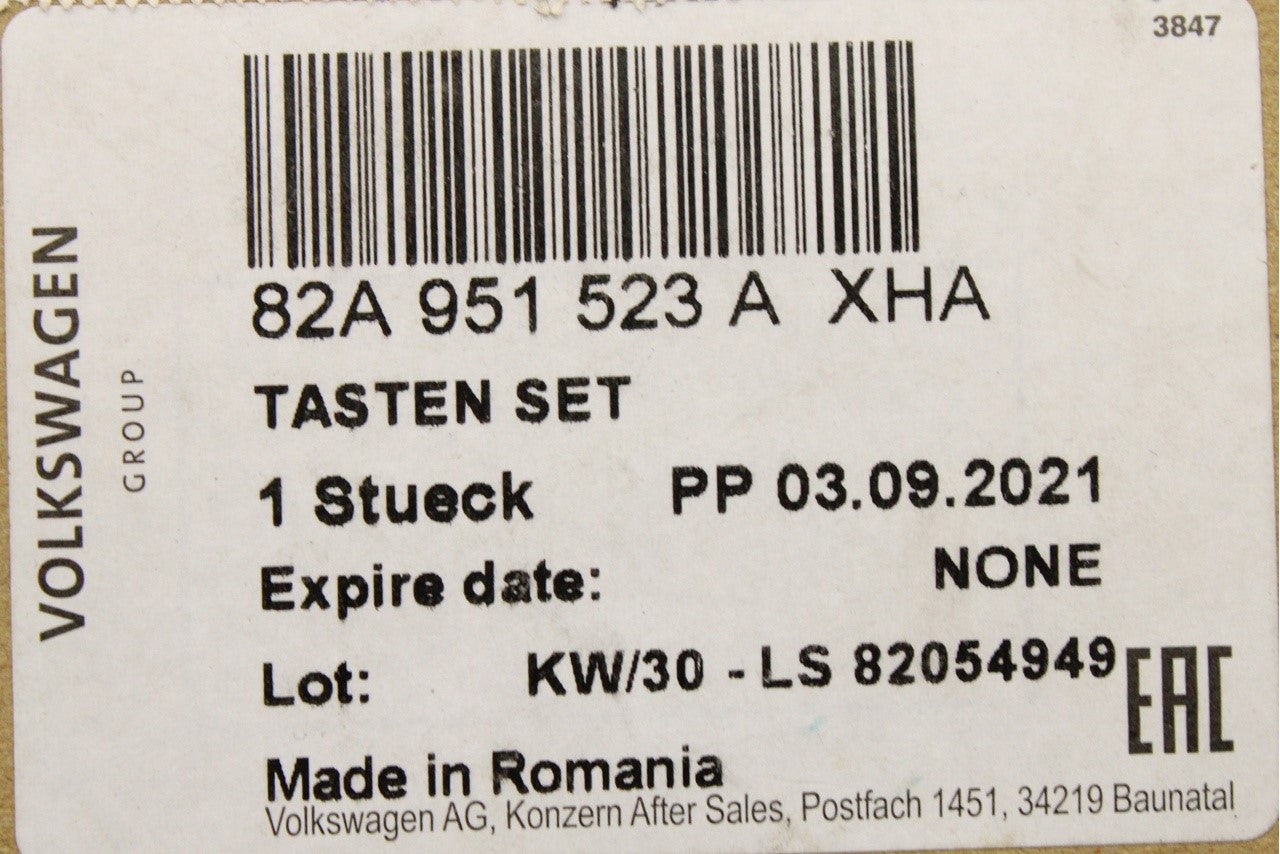 3847
82A 951 523 A XHA
TASTEN SET
1 Stueck PP 03.09.2021
Expire date: NONE
Lot: KW/30 - LS 82054949
EAC
Made in Romania
Volkswagen AG, Konzern After Sales, Postfach 1451, 34219 Baunatal
VOLKSWAGEN
GROUP